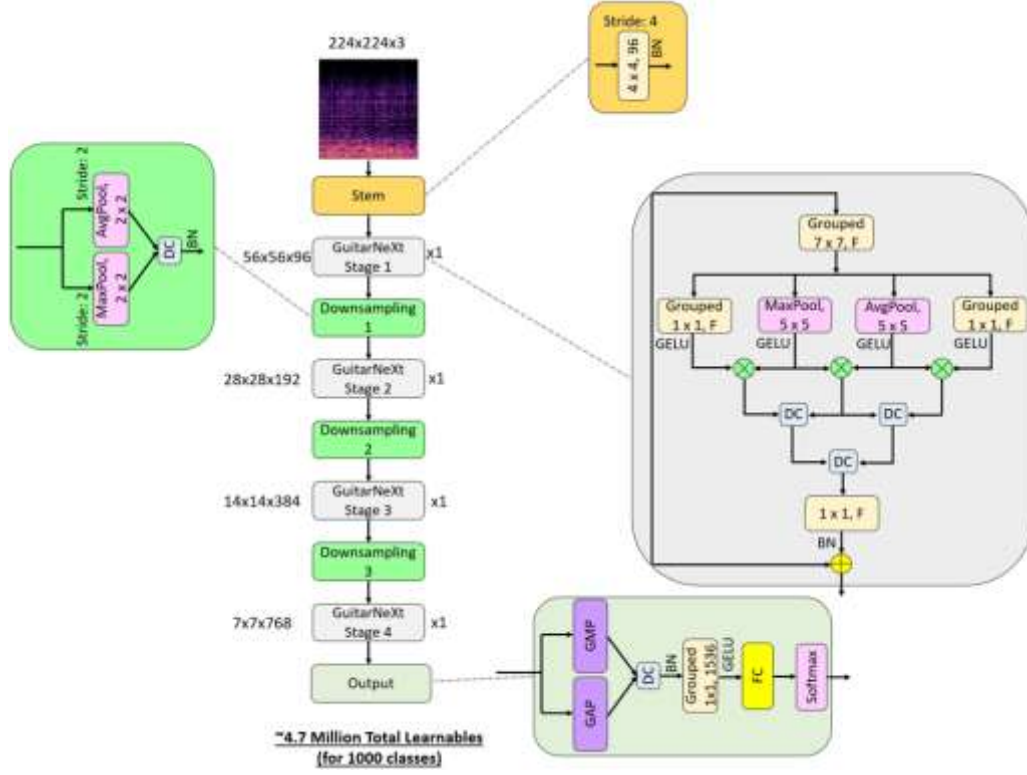 224x224x3
Stem
56x56x96
GuitarNeXt
Stage 1
x1
Downsampling
1
28x28x192
GuitarNeXt
Stage 2
x1
Downsampling
2
14x14x384
GuitarNeXt
Stage 3
x1
Downsampling
3
7x7x768
GuitarNeXt
Stage 4
x1
Output
~4.7 Million Total Learnables
(for 1000 classes)
Stride: 4
4 x 4, 96
BN
Stride: 2
AvgPool,
2 x 2
Stride: 2
MaxPool,
2 x 2
DC
BN
Grouped
7 x 7, F
Grouped
1 x 1, F
GELU
MaxPool,
5 x 5
GELU
AvgPool,
5 x 5
GELU
Grouped
1 x 1, F
GELU
DC
DC
DC
1 x 1, F
BN
GMP
GAP
DC
BN
Grouped
1x1, 1536
GELU
FC
Softmax